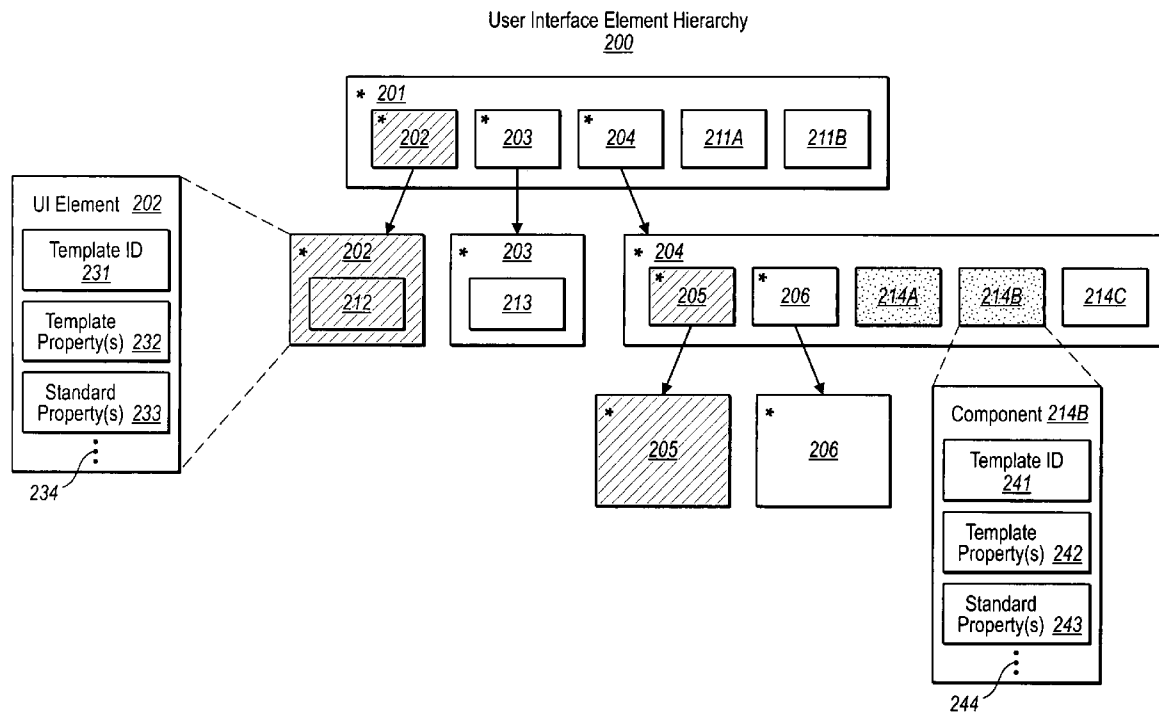 User Interface Element Hierarchy
200
* 201
* 202
* 203
* 204
211A
211B
UI Element 202
Template ID
231
Template
Property(s) 232
Standard
Property(s) 233
234
* 202
212
* 203
213
* 204
* 205
* 206
214A
214B
214C
* 205
* 206
Component 214B
Template ID
241
Template
Property(s) 242
Standard
Property(s) 243
244